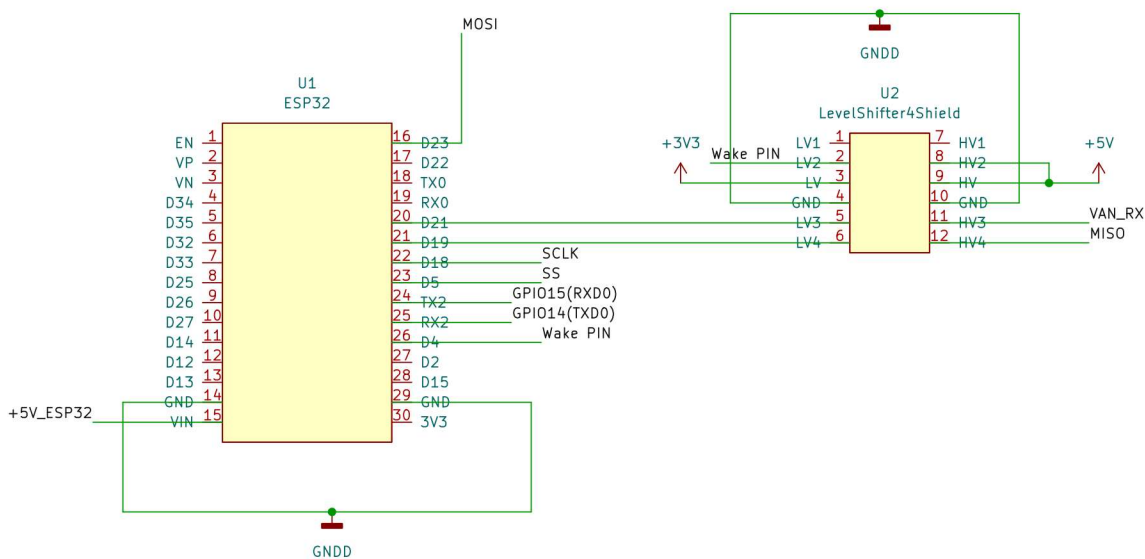 MOSI
GNDD
U1
ESP32
U2
LevelShifter4Shield
EN 1 16 D23
VP 2 17 D22
VN 3 18 TX0
D34 4 19 RX0
D35 5 20 D21
D32 6 21 D19
D33 7 22 D18 SCLK
D25 8 23 D5 SS
D26 9 24 TX2 GPIO15(RXD0)
D27 10 25 RX2 GPIO14(TXD0)
D14 11 26 D4 Wake PIN
D12 12 27 D2
D13 13 28 D15
GND 14 29 GND
+5V_ESP32 VIN 15 30 3V3
GNDD
+3V3 LV1 1 7 HV1 +5V
Wake PIN LV2 2 8 HV2
LV 3 9 HV
GND 4 10 GND
LV3 5 11 HV3 VAN_RX
LV4 6 12 HV4 MISO